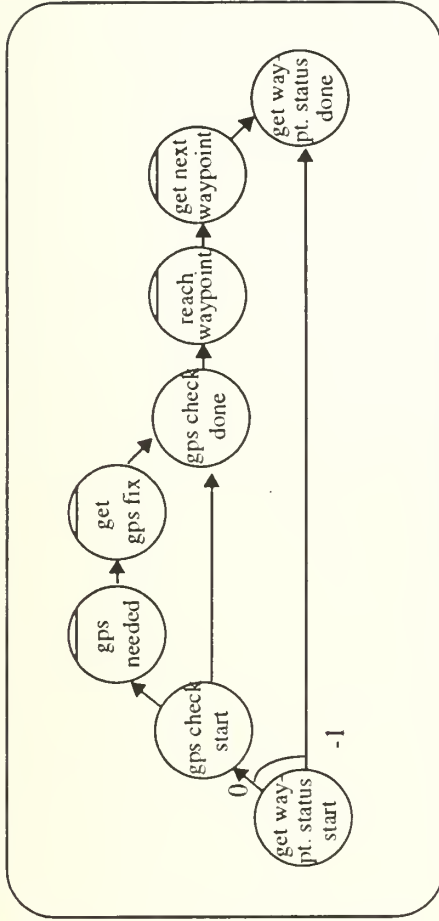 get way-
pt. status
start
0
-1
gps check
start
gps
needed
get
gps fix
gps check
done
reach
waypoint
get next
waypoint
get way-
pt. status
done